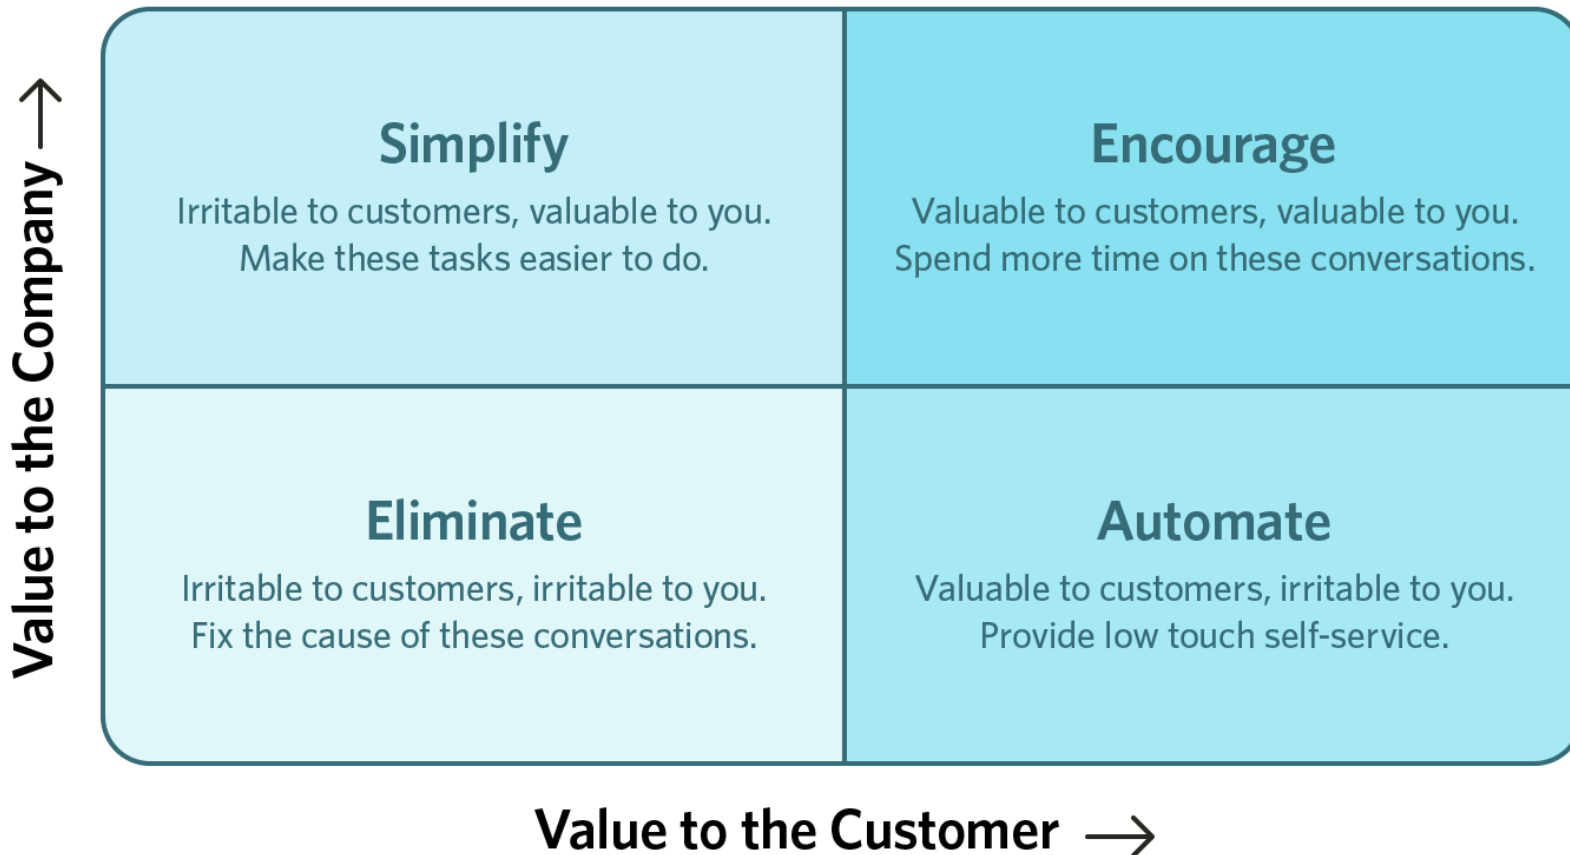 Value to the Company
Simplify
Irritable to customers, valuable to you.
Make these tasks easier to do.
Encourage
Valuable to customers, valuable to you.
Spend more time on these conversations.
Eliminate
Irritable to customers, irritable to you.
Fix the cause of these conversations.
Automate
Valuable to customers, irritable to you.
Provide low touch self-service.
Value to the Customer